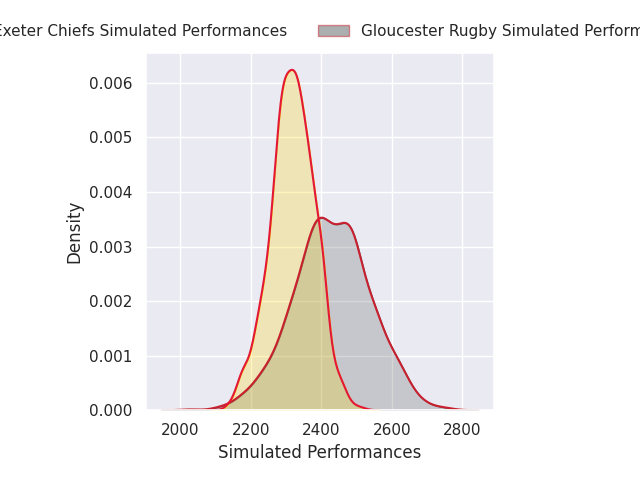 Exeter Chiefs Simulated Performances
Gloucester Rugby Simulated
0.006
0.005
0.004
0.003
0.002
0.001
0.000
Density
2000 2200 2400 2600 2800
Simulated Performances